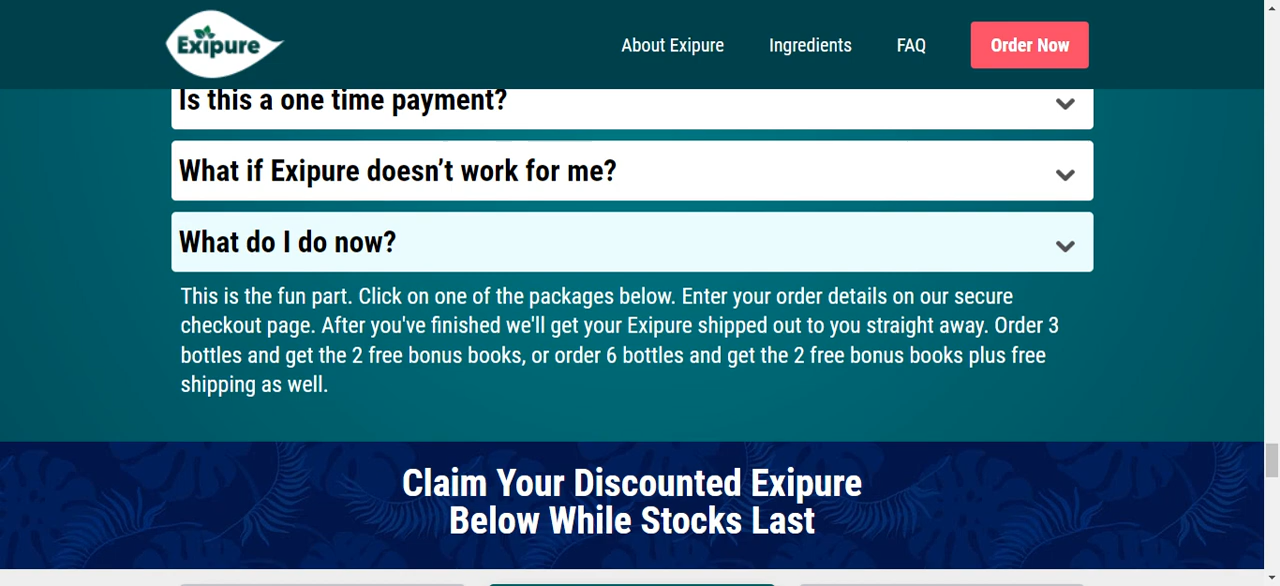 Exipure
About Exipure
Ingredients
FAQ
Order Now
Is this a one time payment?
What if Exipure doesn’t work for me?
What do I do now?
This is the fun part. Click on one of the packages below. Enter your order details on our secure
checkout page. After you've finished we'll get your Exipure shipped out to you straight away. Order 3
bottles and get the 2 free bonus books, or order 6 bottles and get the 2 free bonus books plus free
shipping as well.
Claim Your Discounted Exipure
Below While Stocks Last